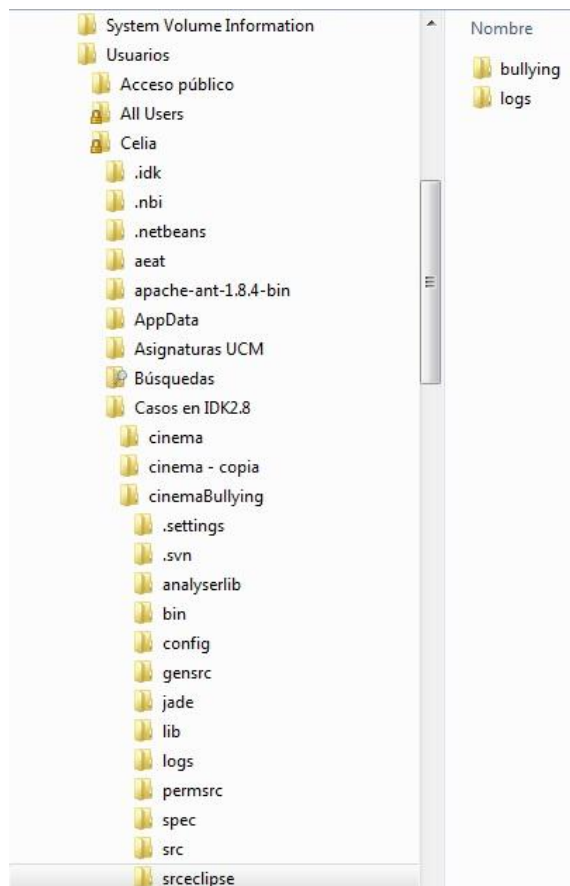 System Volume Information
Usuarios
Acceso público
All Users
Celia
.idk
.nbi
.netbeans
aeat
apache-ant-1.8.4-bin
AppData
Asignaturas UCM
Búsquedas
Casos en IDK2.8
cinema
cinema - copia
cinemaBullying
.settings
.svn
analyserlib
bin
config
gensrc
jade
lib
logs
permsrc
spec
src
srceclipse
Nombre
bullying
logs